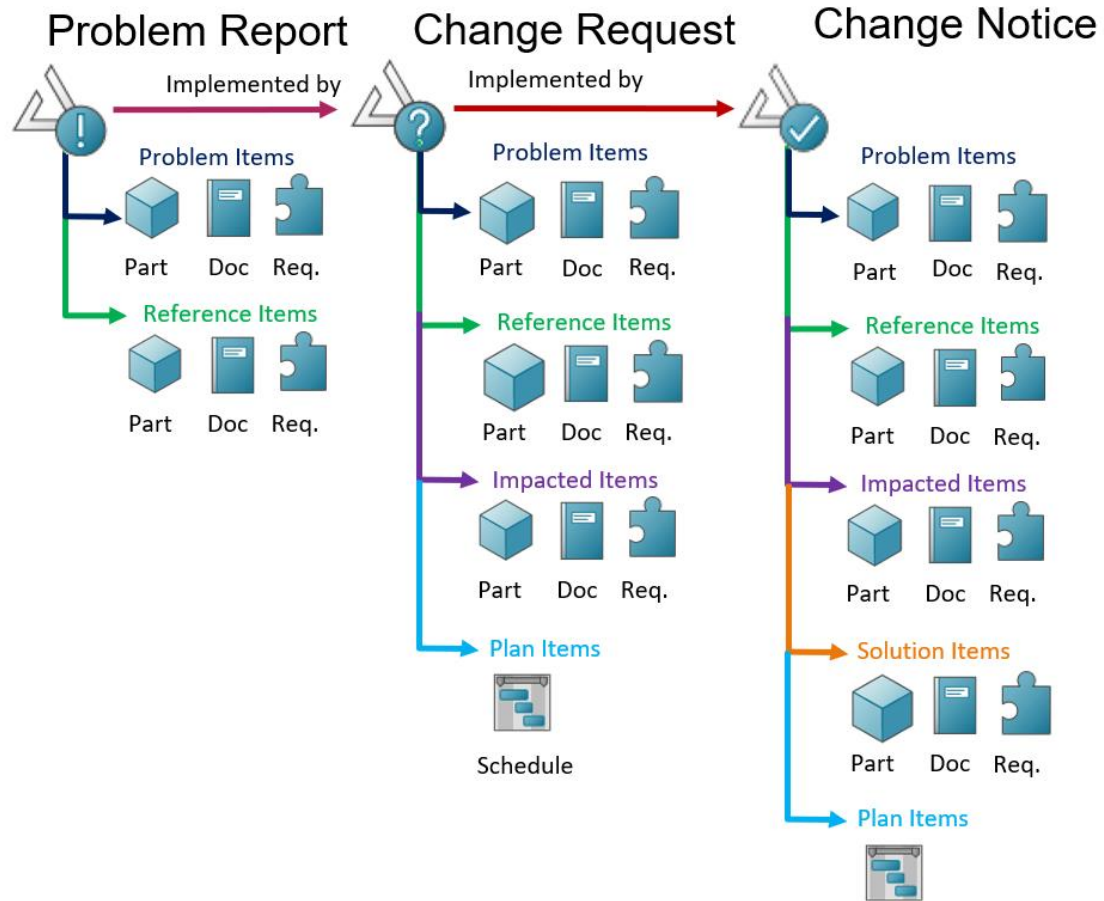 Problem Report
Change Request
Change Notice
Implemented by
Implemented by
Problem Items
Part Doc Req.
Reference Items
Part Doc Req.
Problem Items
Part Doc Req.
Reference Items
Part Doc Req.
Impacted Items
Part Doc Req.
Plan Items
Schedule
Problem Items
Part Doc Req.
Reference Items
Part Doc Req.
Impacted Items
Part Doc Req.
Solution Items
Part Doc Req.
Plan Items